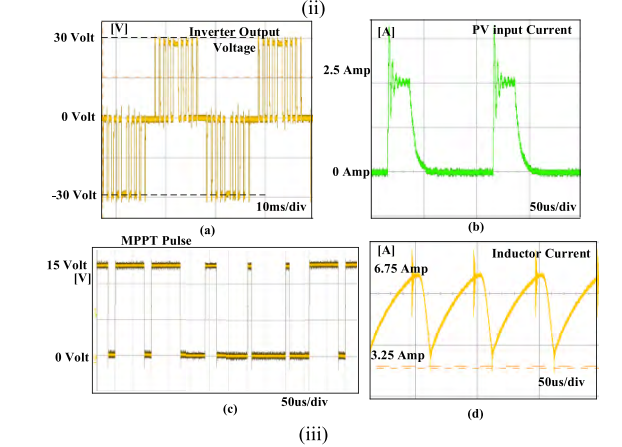 (ii)
[V]
30 Volt
Inverter Output
Voltage
0 Volt
-30 Volt
10ms/div
(a)
[A]
PV input Current
2.5 Amp
0 Amp
50us/div
(b)
MPPT Pulse
15 Volt
[V]
0 Volt
50us/div
(c)
[A]
Inductor Current
6.75 Amp
3.25 Amp
50us/div
(d)
(iii)